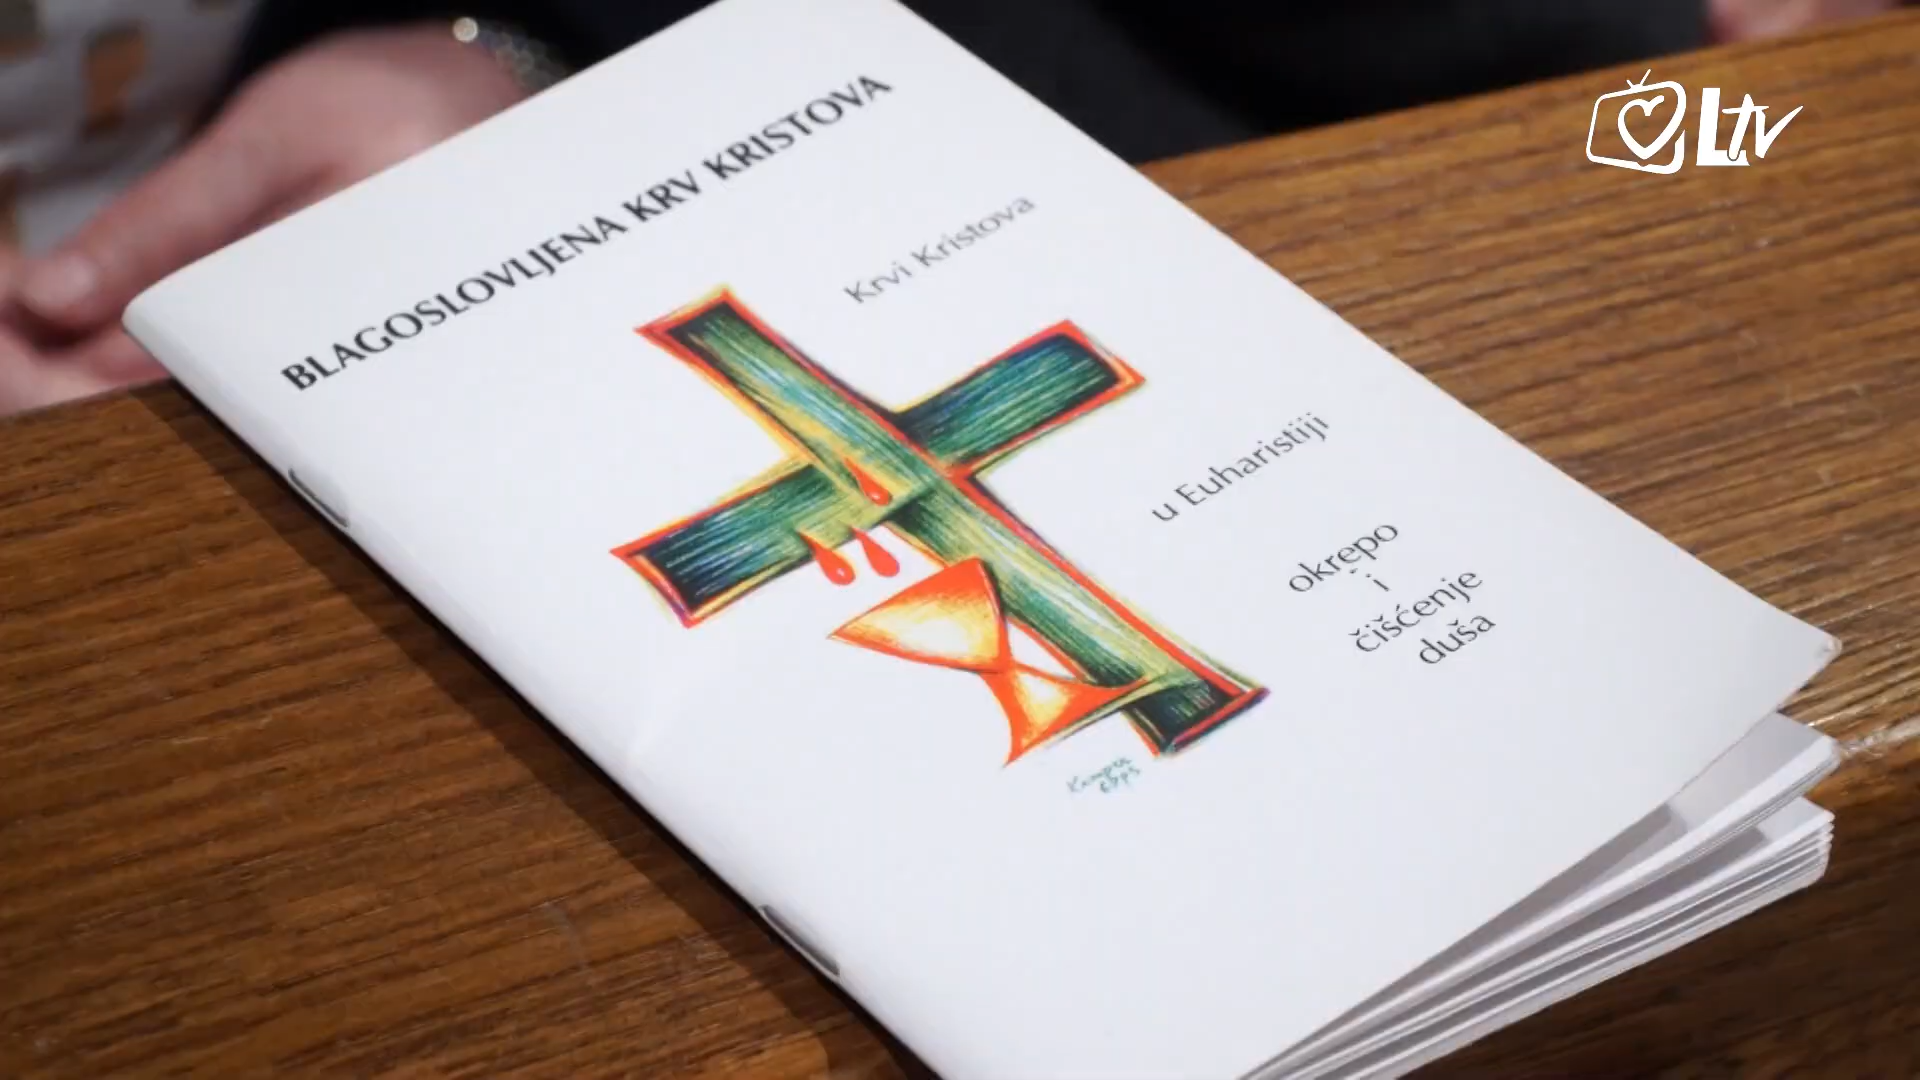 BLAGOSLOVLJENA KRV KRISTOVA
Krvi Kristova
u Euharistiji
okrepo
i
čišćenje
duša
LTV